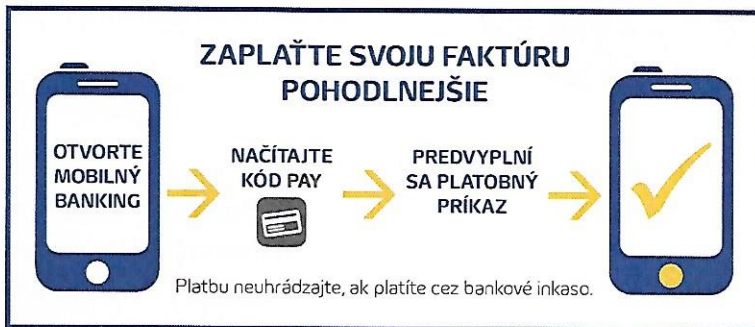 ZAPLAŤTE SVOJU FAKTÚRU
POHODLNEJŠIE
OTVORTE
MOBILNÝ
BANKING
NAČÍTAJTE
KÓD PAY
PREDVYPLNÍ
SA PLATOBNÝ
PRÍKAZ
Platbu neuhrádzajte, ak platíte cez bankové inkaso.